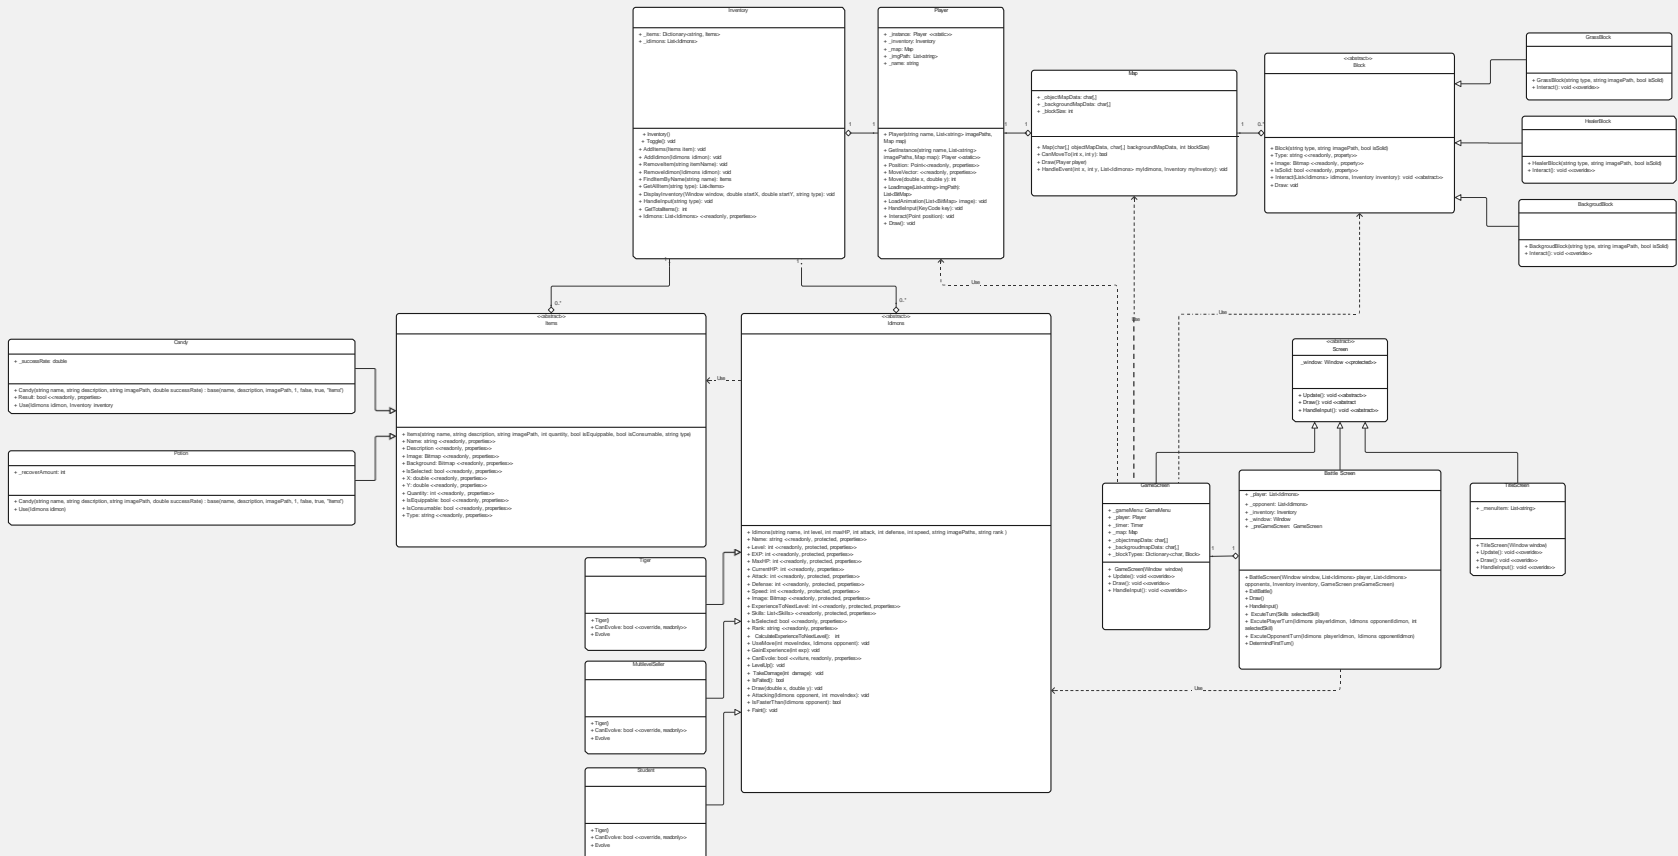 Inventory
+ _items: Dictionary<string, Items>
+ _idimons: List<Idimons>
+ Inventory()
+ Toggle(): void
+ AddItems(Items item): void
+ AddIdimon(Idimons idimon): void
+ RemoveItem(string itemName): void
+ RemoveIdimon(Idimons idimon): void
+ FindItemByName(string name): Items
+ GetAllItem(string type): List<Items>
+ DisplayInventory(Window window, double startX, double startY, string type): void
+ HandleInput(string type): void
+ GetTotalItems(): int
+ Idimons: List<Idimons> <<readonly, properties>>
Player
+ _instance: Player <<static>>
+ _inventory: Inventory
+ _map: Map
+ _imgPath: List<string>
+ _name: string
+ Player(string name, List<string> imagePaths,
Map map)
+ GetInstance(string name, List<string>
imagePaths, Map map): Player <<static>>
+ Position: Point<<readonly, properties>>
+ MoveVector: <<readonly, properties>>
+ Move(double x, double y): int
+ LoadImage(List<string>imgPath):
List<BitMap>
+ LoadAnimation(List<BitMap> image): void
+ HandleInput(KeyCode key): void
+ Interact(Point position): void
+ Draw(): void
Map
+ _objectMapData: char[,]
+ _backgroundMapData: char[,]
+ _blockSize: int
+ Map(char[,] objectMapData, char[,] backgroundMapData, int blockSize)
+ CanMoveTo(int x, int y): bool
+ Draw(Player player)
+ HandleEvent(int x, int y, List<Idimons> myIdimons, Inventory myInventory): void
<<abstract>>
Block
+ Block(string type, string imagePath, bool isSolid)
+ Type: string <<readonly, property>>
+ Image: Bitmap <<readonly, property>>
+ IsSolid: bool <<readonly, property>>
+ Interact(List<Idimons> idimons, Inventory inventory): void <<abstract>>
+ Draw: void
GrassBlock
+ GrassBlock(string type, string imagePath, bool isSolid)
+ Interact: void <<overide>>
HealerBlock
+ HealerBlock(string type, string imagePath, bool isSolid)
+ Interact(): void <<override>>
BackgroudBlock
+ BackgroudBlock(string type, string imagePath, bool isSolid)
+ Interact(): void <<overide>>
1
1
1
1
1
0..*
1
1
0..*
0..*
Use
Use
Use
Candy
+ _successRate: double
+ Candy(string name, string description, string imagePath, double successRate) : base(name, description, imagePath, 1, false, true, "Items")
+ Result: bool <<readonly, properties>
+ Use(Idimons idimon, Inventory inventory
Potion
+ _recoverAmount: int
+ Candy(string name, string description, string imagePath, double successRate) : base(name, description, imagePath, 1, false, true, "Items")
+ Use(Idimons idimon)
<<abstract>>
Items
+ Items(string name, string description, string imagePath, int quantity, bool isEquippable, bool isConsumable, string type)
+ Name: string <<readonly, properties>>
+ Description <<readonly, properties>>
+ Image: Bitmap <<readonly, properties>>
+ Background: Bitmap <<readonly, properties>>
+ IsSelected: bool <<readonly, properties>>
+ X: double <<readonly, properties>>
+ Y: double <<readonly, properties>>
+ Quantity: int <<readonly, properties>>
+ IsEquippable: bool <<readonly, properties>>
+ IsConsumable: bool <<readonly, properties>>
+ Type: string <<readonly, properties>>
Use
<<abstract>>
Idimons
+ Idimons(string name, int level, int maxHP, int attack, int defense, int speed, string imagePaths, string rank )
+ Name: string <<readonly, protected, properties>>
+ Level: int <<readonly, protected, properties>>
+ EXP: int <<readonly, protected, properties>>
+ MaxHP: int <<readonly, protected, properties>>
+ CurrentHP: int <<readonly, properties>>
+ Attack: int <<readonly, protected, properties>>
+ Defense: int <<readonly, protected, properties>>
+ Speed: int <<readonly, protected, properties>>
+ Image: Bitmap <<readonly, protected, properties>>
+ ExperienceToNextLevel: int <<readonly, protected, properties>>
+ Skills: List<Skills> <<readonly, protected, properties>>
+ IsSelected: bool <<readonly, properties>>
+ Rank: string <<readonly, properties>>
+ CalculateExperienceToNextLevel(): int
+ UseMove(int moveIndex, Idimons opponent): void
+ GainExperience(int exp): void
+ CanEvole: bool <<viture, readonly, properties>>
+ LevelUp(): void
+ TakeDamage(int damage): void
+ IsFated(): bool
+ Draw(double x, double y): void
+ Attacking(Idimons opponent, int moveIndex): void
+ IsFasterThan(Idimons opponent): bool
+ Faint(): void
Tiger
+ Tiger()
+ CanEvolve: bool <<override, readonly>>
+ Evolve
MultilevelSeller
+ Tiger()
+ CanEvolve: bool <<override, readonly>>
+ Evolve
Student
+ Tiger()
+ CanEvolve: bool <<override, readonly>>
+ Evolve
<<abstract>>
Screen
_window: Window <<protected>>
+ Update(): void <<abstract>>
+ Draw(): void <<abstract
+ HandleInput(): void <<abstract>>
GameScreen
+ _gameMenu: GameMenu
+ _player: Player
+ _timer: Timer
+ _map: Map
+ _objectmapData: char[,]
+ _backgroudmapData: char[,]
+ _blockTypes: Dictionary<char, Block>
+ GameScreen(Window window)
+ Update(): void <<override>>
+ Draw(): void <<override>>
+ HandleInput(): void <<override>>
1
1
Battle Screen
+ _player: List<Idimons>
+ _opponent: List<Idimons>
+ _inventory: Inventory
+ _window: Window
+ _preGameScreen: GameScreen
+ BattleScreen(Window window, List<Idimons> player, List<Idimons>
opponents, Inventory inventory, GameScreen preGameScreen)
+ ExitBattle()
+ Draw()
+ HandleInput()
+ ExcuteTurn(Skills selectedSkill)
+ ExcutePlayerTurn(Idimons playerIdimon, Idimons opponentIdimon, int
selectedSkill)
+ ExcuteOpponentTurn(Idimons playerIdimon, Idimons opponentIdimon)
+ DetermindFirstTurn()
TitleScreen
+ _menuItem: List<string>
+ TitleScreen(Window window)
+ Update(): void <<override>>
+ Draw(): void <<override>>
+ HandleInput(): void <<override>>
Use